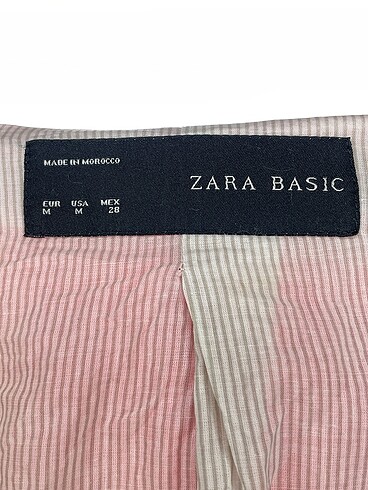 MADE IN MOROCCO
ZARA BASIC
EUR USA MEX
M M 28